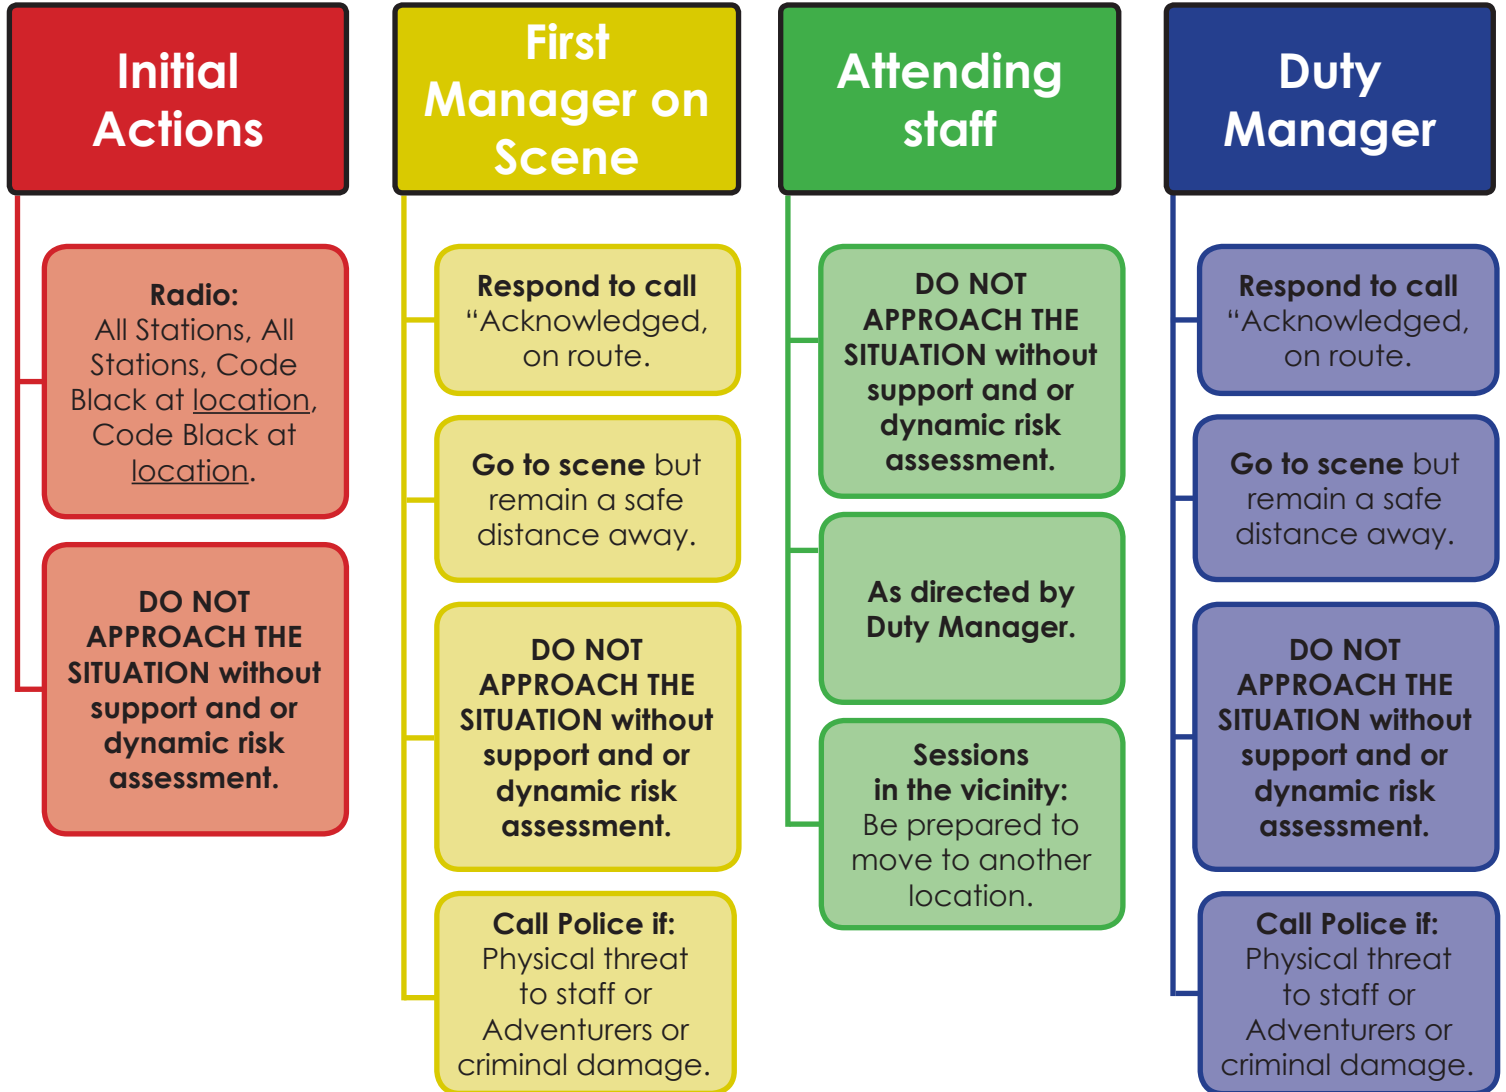 Initial
Actions
Radio:
All Stations, All
Stations, Code
Black at location,
Code Black at
location.
DO NOT
APPROACH THE
SITUATION without
support and or
dynamic risk
assessment.
First
Manager on
Scene
Respond to call
“Acknowledged,
on route.
Go to scene but
remain a safe
distance away.
DO NOT
APPROACH THE
SITUATION without
support and or
dynamic risk
assessment.
Call Police if:
Physical threat
to staff or
Adventurers or
criminal damage.
Attending
staff
DO NOT
APPROACH THE
SITUATION without
support and or
dynamic risk
assessment.
As directed by
Duty Manager.
Sessions
in the vicinity:
Be prepared to
move to another
location.
Duty
Manager
Respond to call
“Acknowledged,
on route.
Go to scene but
remain a safe
distance away.
DO NOT
APPROACH THE
SITUATION without
support and or
dynamic risk
assessment.
Call Police if:
Physical threat
to staff or
Adventurers or
criminal damage.